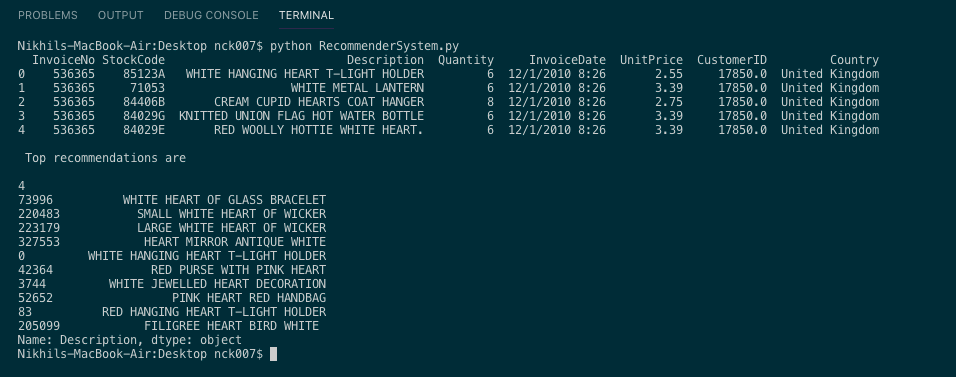 PROBLEMS OUTPUT DEBUG CONSOLE TERMINAL
Nikhils-MacBook-Air:Desktop nck007$ python RecommenderSystem.py
InvoiceNo StockCode Description Quantity InvoiceDate UnitPrice CustomerID Country
0 536365 85123A WHITE HANGING HEART T-LIGHT HOLDER 6 12/1/2010 8:26 2.55 17850.0 United Kingdom
1 536365 71053 WHITE METAL LANTERN 6 12/1/2010 8:26 3.39 17850.0 United Kingdom
2 536365 84406B CREAM CUPID HEARTS COAT HANGER 8 12/1/2010 8:26 2.75 17850.0 United Kingdom
3 536365 84029G KNITTED UNION FLAG HOT WATER BOTTLE 6 12/1/2010 8:26 3.39 17850.0 United Kingdom
4 536365 84029E RED WOOLLY HOTTIE WHITE HEART. 6 12/1/2010 8:26 3.39 17850.0 United Kingdom
Top recommendations are
4
73996 WHITE HEART OF GLASS BRACELET
220483 SMALL WHITE HEART OF WICKER
223179 LARGE WHITE HEART OF WICKER
327553 HEART MIRROR ANTIQUE WHITE
0 WHITE HANGING HEART T-LIGHT HOLDER
42364 RED PURSE WITH PINK HEART
3744 WHITE JEWELLED HEART DECORATION
52652 PINK HEART RED HANDBAG
83 RED HANGING HEART T-LIGHT HOLDER
205099 FILIGREE HEART BIRD WHITE
Name: Description, dtype: object
Nikhils-MacBook-Air:Desktop nck007$